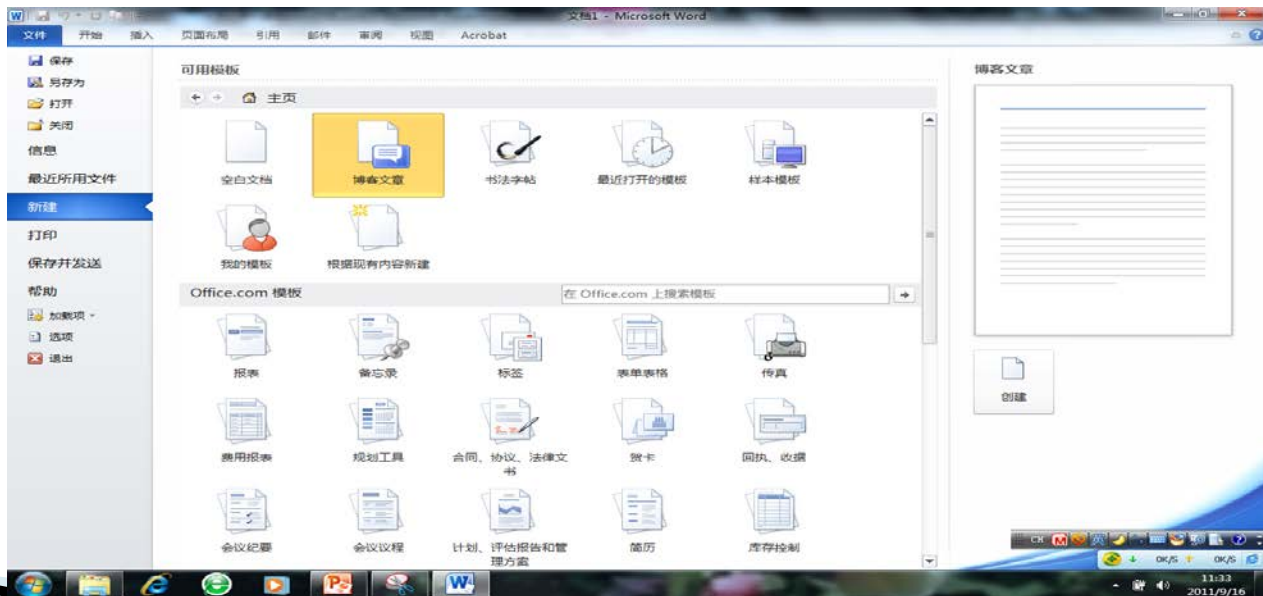 文档1 - Microsoft Word
文件 开始 插入 页面布局 引用 邮件 审阅 视图 Acrobat
保存
另存为
打开
关闭
信息
最近所用文件
新建
打印
保存并发送
帮助
加载项
选项
退出
可用模板
主页
空白文档 博客文章 书法字帖 最近打开的模板 样本模板
我的模板 根据现有内容新建
Office.com 模板 在 Office.com 上搜索模板
报表 备忘录 标签 表单表格 传真
费用报表 规划工具 合同、协议、法律文书 贺卡 回执、收据
会议纪要 会议议程 计划、评估报告和管理方案 简历 库存控制
博客文章
创建
CH
0K/S 0K/S
11:33
2011/9/16